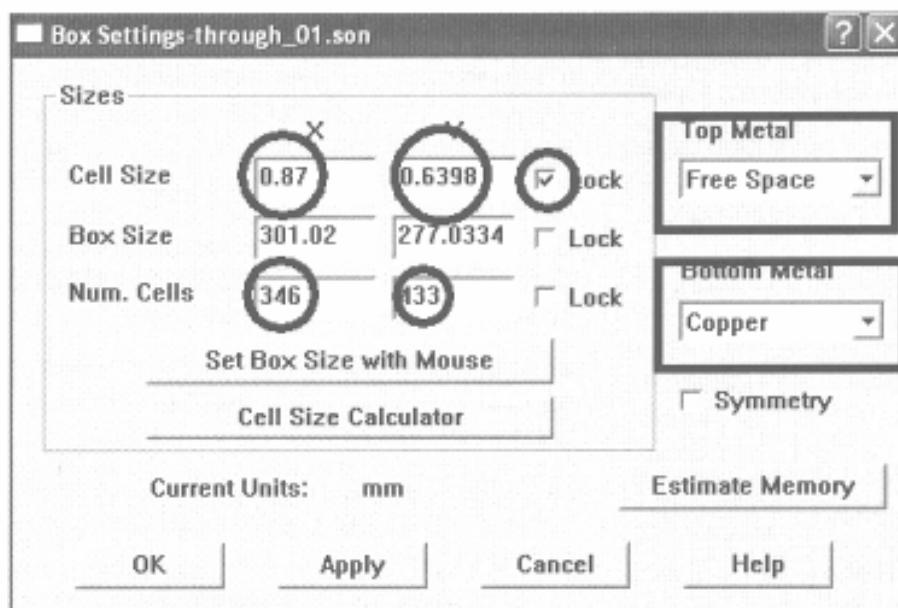 Box Settings-through_01.son ? X
Sizes
X Y
Cell Size 0.87 0.6398 Lock
Box Size 301.02 277.0334 Lock
Num. Cells 346 433 Lock
Set Box Size with Mouse
Cell Size Calculator
Top Metal
Free Space
Bottom Metal
Copper
Symmetry
Current Units: mm
Estimate Memory
OK Apply Cancel Help